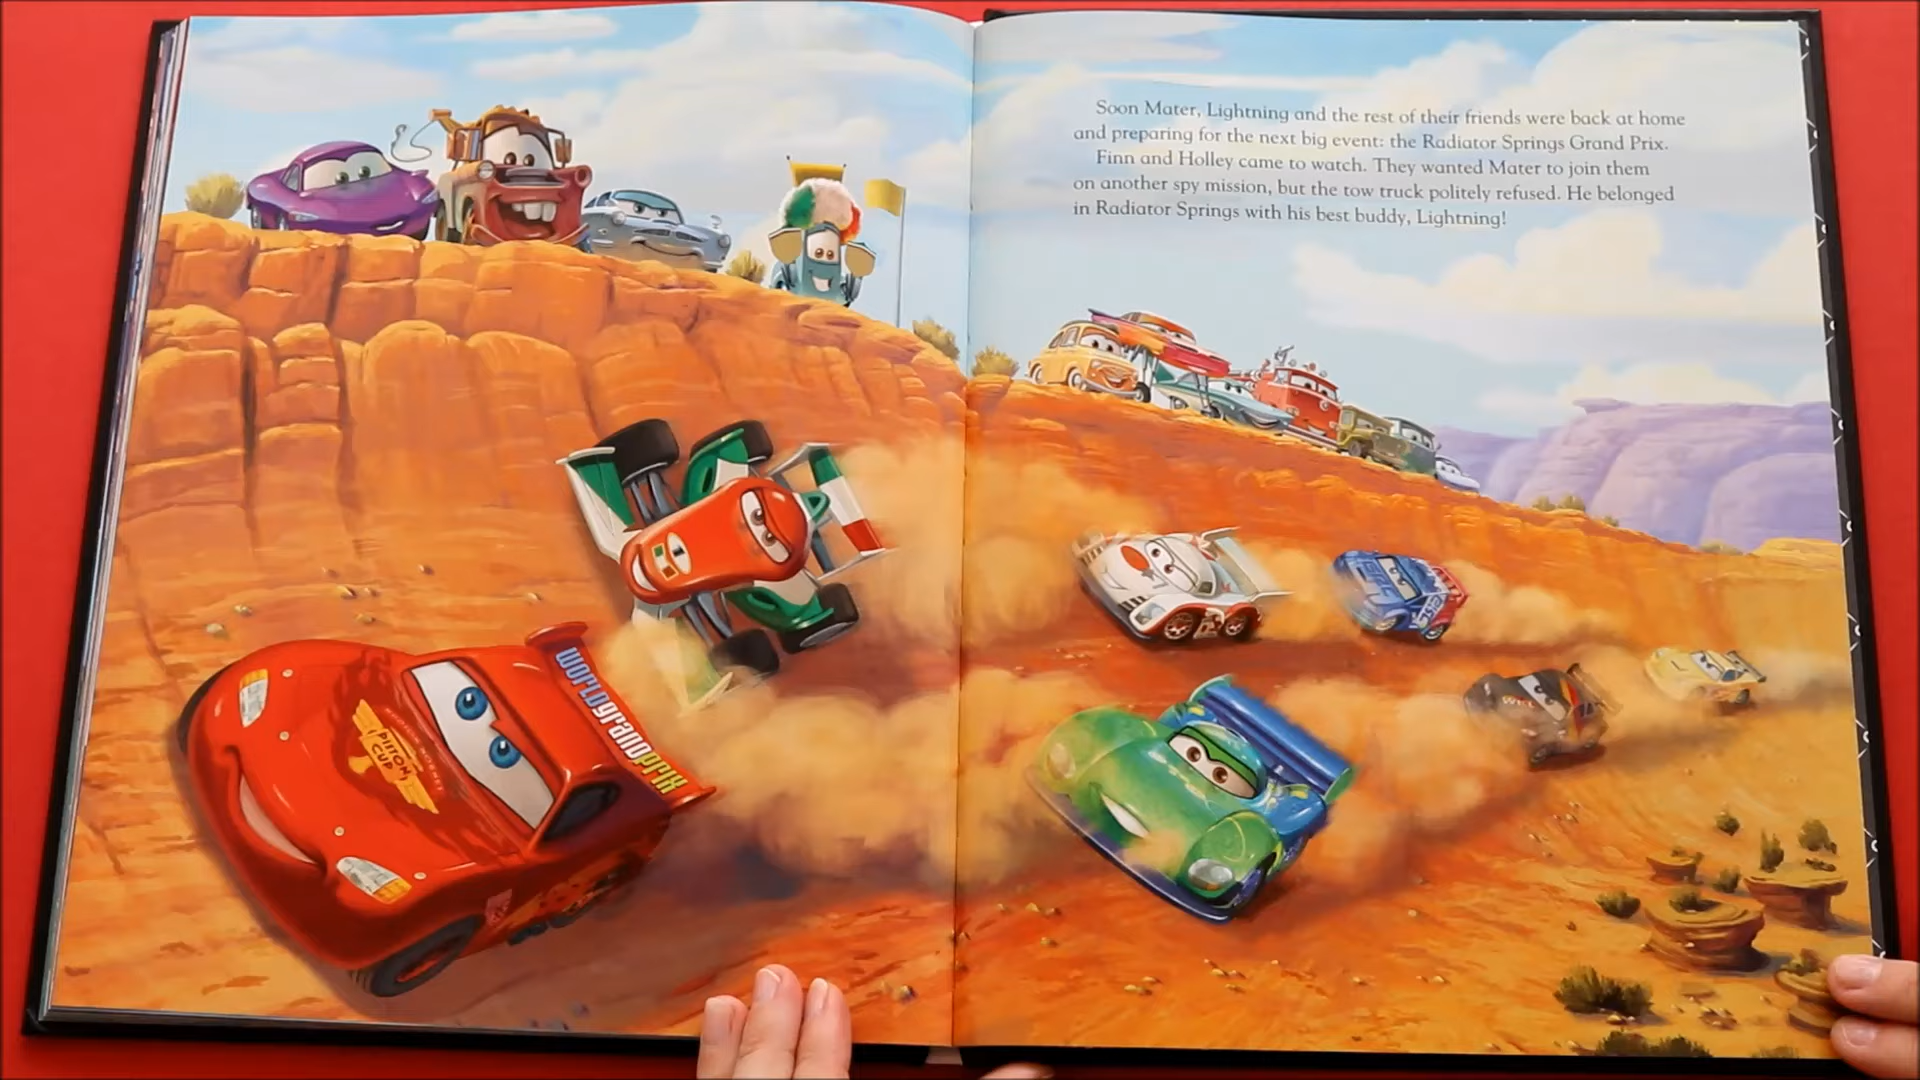 Soon Mater, Lightning and the rest of their friends were back at home
and preparing for the next big event: the Radiator Springs Grand Prix.
Finn and Holley came to watch. They wanted Mater to join them
on another spy mission, but the tow truck politely refused. He belonged
in Radiator Springs with his best buddy, Lightning!
WORLDgranDPRIX
PISTON
CUP